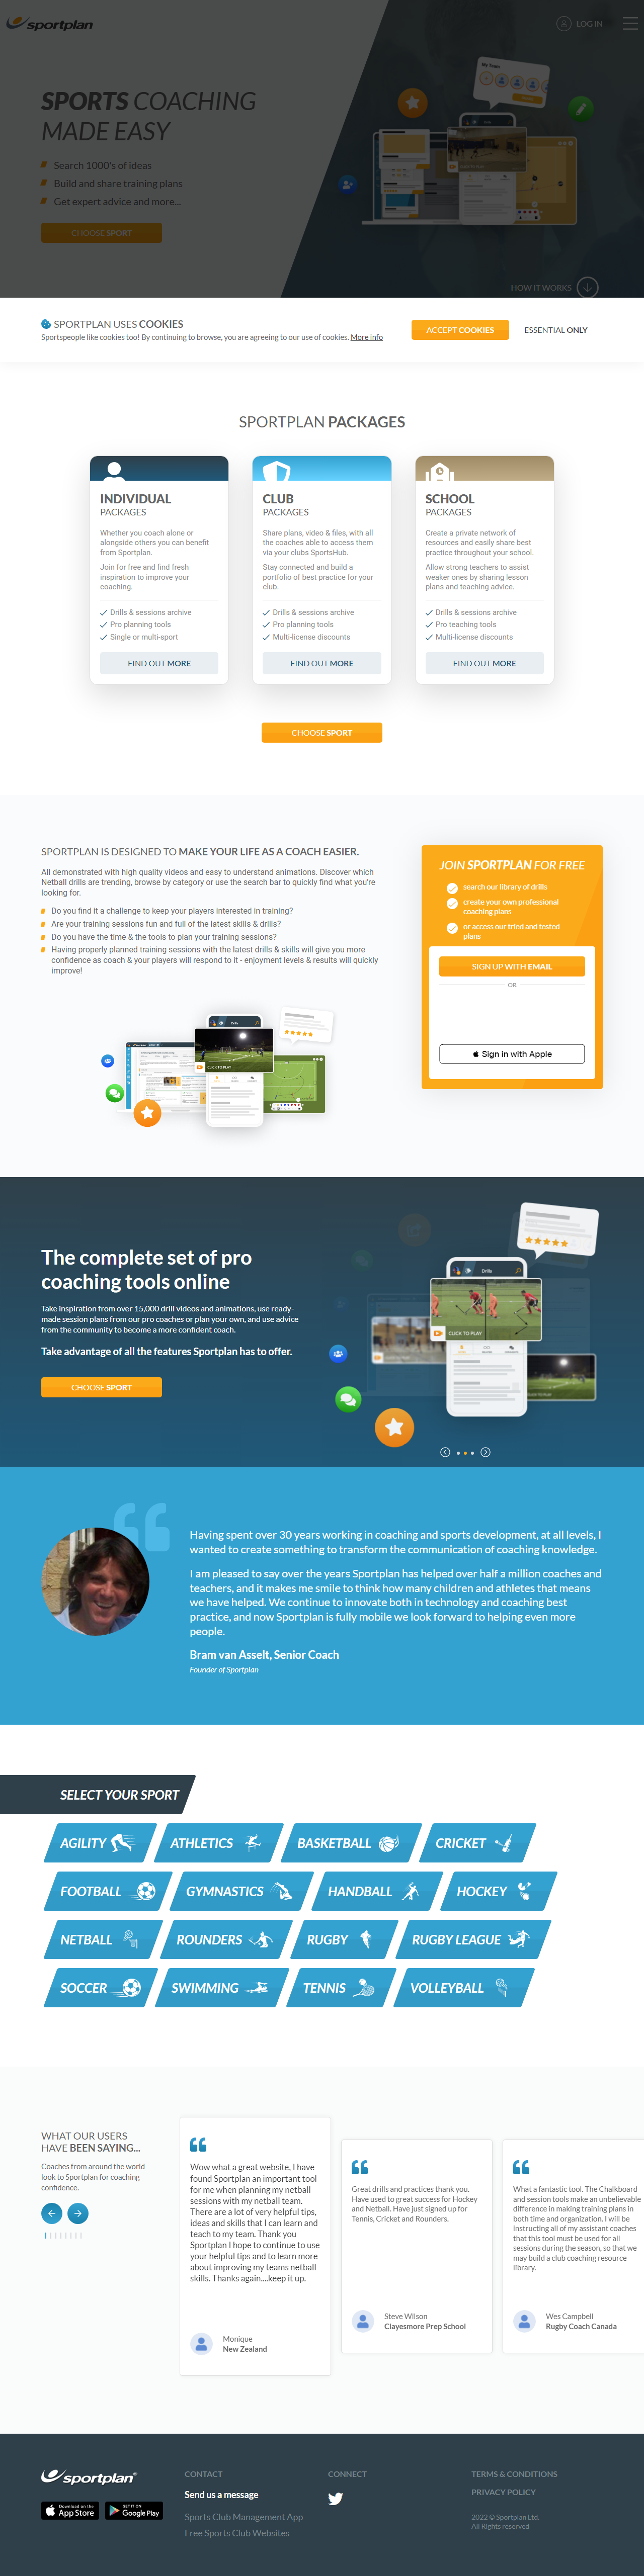 sportplan
LOG IN
SPORTS COACHING
MADE EASY
Search 1000's of ideas
Build and share training plans
Get expert advice and more...
CHOOSE SPORT
HOW IT WORKS
SPORTPLAN USES COOKIES
Sportspeople like cookies too! By continuing to browse, you are agreeing to our use of cookies. More info
ACCEPT COOKIES
ESSENTIAL ONLY
SPORTPLAN PACKAGES
INDIVIDUAL
PACKAGES
Whether you coach alone or
alongside others you can benefit
from Sportplan.
Join for free and find fresh
inspiration to improve your
coaching.
Drills & sessions archive
Pro planning tools
Single or multi-sport
FIND OUT MORE
CLUB
PACKAGES
Share plans, video & files, with all
the coaches able to access them
via your clubs SportsHub.
Stay connected and build a
portfolio of best practice for your
club.
Drills & sessions archive
Pro planning tools
Multi-license discounts
FIND OUT MORE
SCHOOL
PACKAGES
Create a private network of
resources and easily share best
practice throughout your school.
Allow strong teachers to assist
weaker ones by sharing lesson
plans and teaching advice.
Drills & sessions archive
Pro teaching tools
Multi-license discounts
FIND OUT MORE
CHOOSE SPORT
SPORTPLAN IS DESIGNED TO MAKE YOUR LIFE AS A COACH EASIER.
All demonstrated with high quality videos and easy to understand animations. Discover which
Netball drills are trending, browse by category or use the search bar to quickly find what you're
looking for.
Do you find it a challenge to keep your players interested in training?
Are your training sessions fun and full of the latest skills & drills?
Do you have the time & the tools to plan your training sessions?
Having properly planned training sessions with the latest drills & skills will give you more
confidence as coach & your players will respond to it - enjoyment levels & results will quickly
improve!
Drills
CLICK TO PLAY
JOIN SPORTPLAN FOR FREE
search our library of drills
create your own professional
coaching plans
or access our tried and tested
plans
SIGN UP WITH EMAIL
OR
Sign in with Apple
The complete set of pro
coaching tools online
Take inspiration from over 15,000 drill videos and animations, use ready-
made session plans from our pro coaches or plan your own, and use advice
from the community to become a more confident coach.
Take advantage of all the features Sportplan has to offer.
CHOOSE SPORT
Drills
CLICK TO PLAY
Having spent over 30 years working in coaching and sports development, at all levels, I
wanted to create something to transform the communication of coaching knowledge.
I am pleased to say over the years Sportplan has helped over half a million coaches and
teachers, and it makes me smile to think how many children and athletes that means
we have helped. We continue to innovate both in technology and coaching best
practice, and now Sportplan is fully mobile we look forward to helping even more
people.
Bram van Asselt, Senior Coach
Founder of Sportplan
SELECT YOUR SPORT
AGILITY
ATHLETICS
BASKETBALL
CRICKET
FOOTBALL
GYMNASTICS
HANDBALL
HOCKEY
NETBALL
ROUNDERS
RUGBY
RUGBY LEAGUE
SOCCER
SWIMMING
TENNIS
VOLLEYBALL
WHAT OUR USERS
HAVE BEEN SAYING...
Coaches from around the world
look to Sportplan for coaching
confidence.
Wow what a great website, I have
found Sportplan an important tool
for me when planning my netball
sessions with my netball team.
There are a lot of very helpful tips,
ideas and skills that I can learn and
teach to my team. Thank you
Sportplan I hope to continue to use
your helpful tips and to learn more
about improving my teams netball
skills. Thanks again....keep it up.
Monique
New Zealand
Great drills and practices thank you.
Have used to great success for Hockey
and Netball. Have just signed up for
Tennis, Cricket and Rounders.
Steve Wilson
Clayesmore Prep School
What a fantastic tool. The Chalkboard
and session tools make an unbelievable
difference in making training plans in
both time and organization. I will be
instructing all of my assistant coaches
that this tool must be used for all
sessions during the season, so that we
may build a club coaching resource
library.
Wes Campbell
Rugby Coach Canada
sportplan
Download on the
App Store
GET IT ON
Google Play
CONTACT
Send us a message
Sports Club Management App
Free Sports Club Websites
CONNECT
TERMS & CONDITIONS
PRIVACY POLICY
2022 © Sportplan Ltd.
All Rights reserved